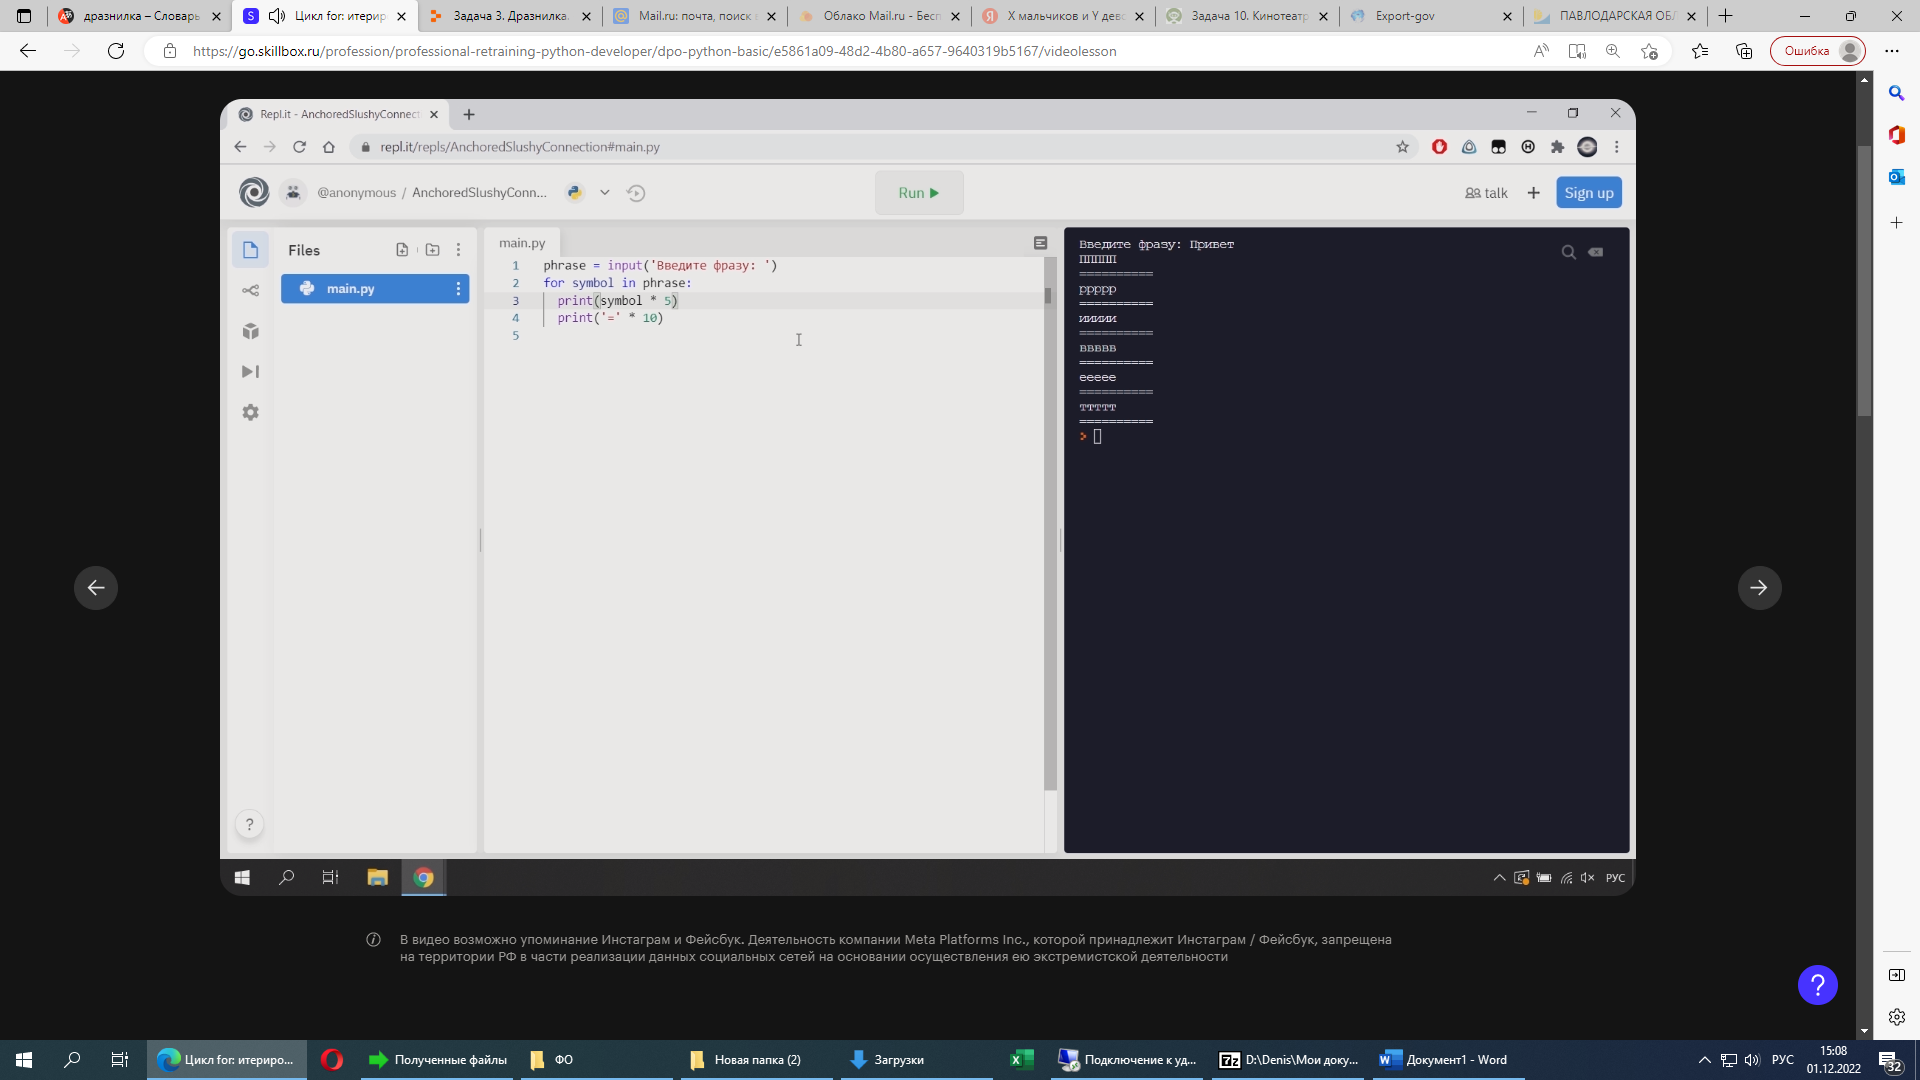 дразнилка – Словарь
Цикл for: итерир
Задача 3. Дразнилка.
Mail.ru: почта, поиск
Облако Mail.ru - Бесп
X мальчиков и Y дев
Задача 10. Кинотеатр
Export-gov
ПАВЛОДАРСКАЯ ОБЛ
https://go.skillbox.ru/profession/professional-retraining-python-developer/dpo-python-basic/e5861a09-48d2-4b80-a657-9640319b5167/videolesson
Ошибка
Repl.it - AnchoredSlushyConnect
repl.it/repls/AnchoredSlushyConnection#main.py
@anonymous / AnchoredSlushyConn...
Run
talk
Sign up
Files
main.py
main.py
1 phrase = input('Введите фразу: ')
2 for symbol in phrase:
3 print(symbol * 5)
4 print('=' * 10)
5
Введите фразу: Привет
ППППП
==========
ррррр
==========
иииии
==========
ввввв
==========
еееее
==========
ттттт
==========
>
?
РУС
В видео возможно упоминание Инстаграм и Фейсбук. Деятельность компании Meta Platforms Inc., которой принадлежит Инстаграм / Фейсбук, запрещена
на территории РФ в части реализации данных социальных сетей на основании осуществления ею экстремистской деятельности
?
Цикл for: итериро...
Полученные файлы
ФО
Новая папка (2)
Загрузки
Подключение к уд...
7z
D:\Denis\Мои доку...
Документ1 - Word
РУС
15:08
01.12.2022
32